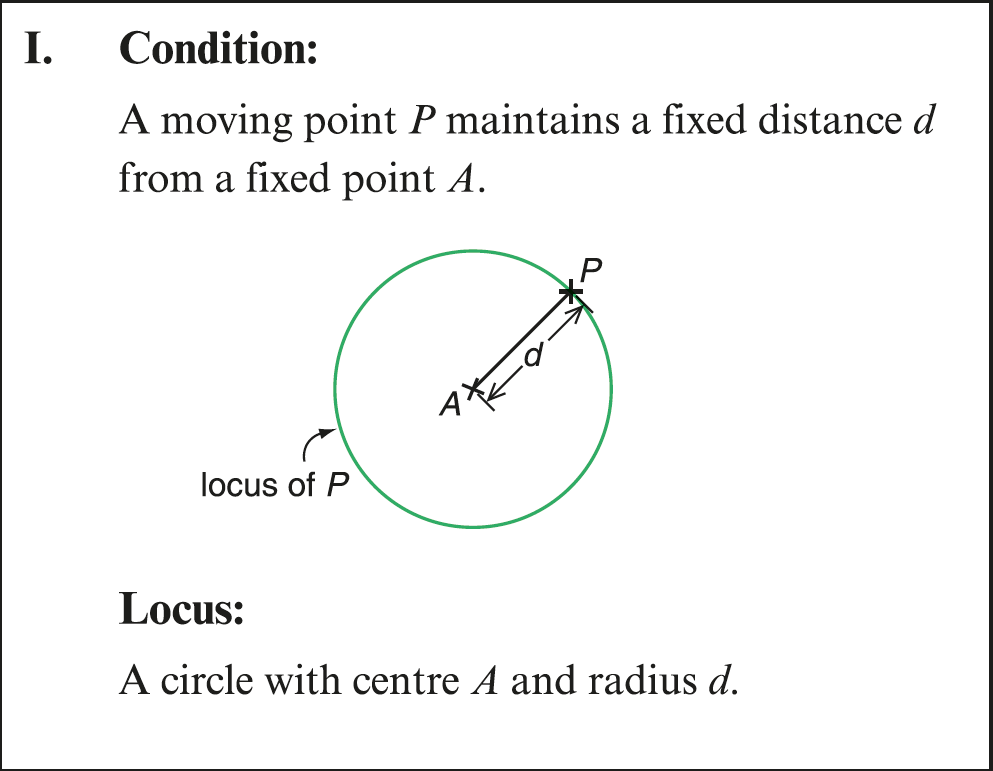 I. Condition:
A moving point P maintains a fixed distance d
from a fixed point A.
P
d
A
locus of P
Locus:
A circle with centre A and radius d.